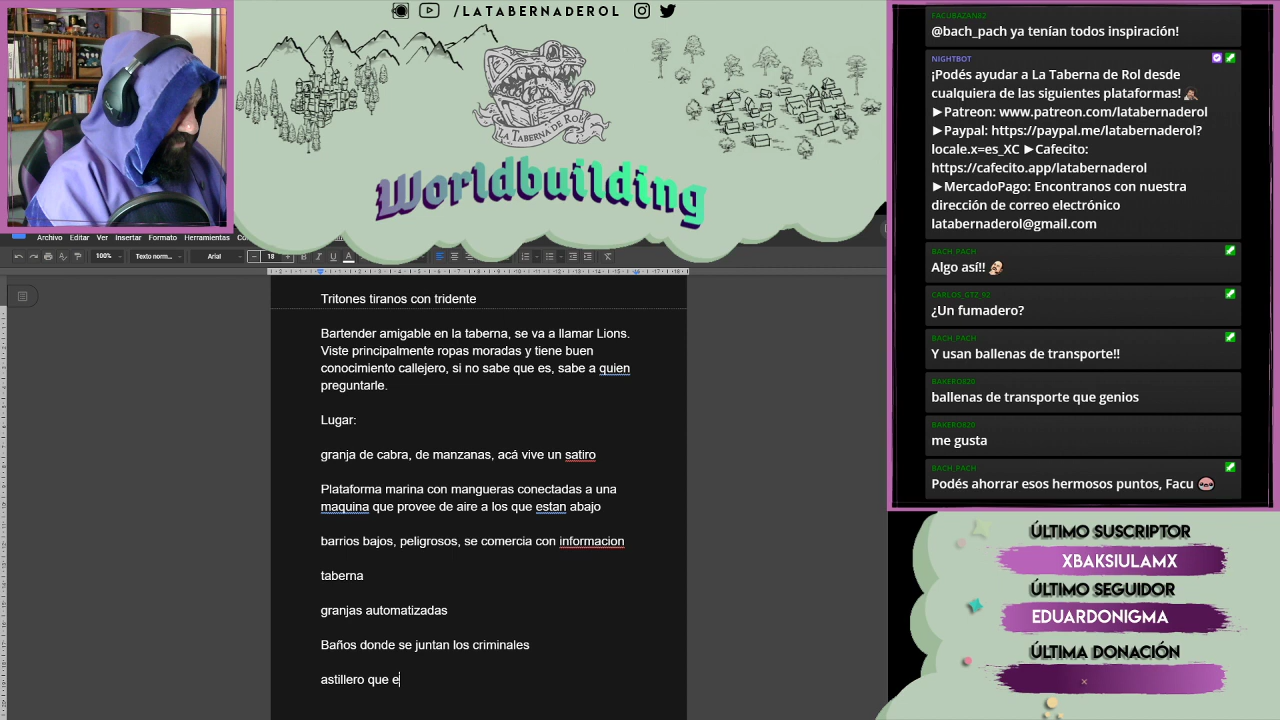 /LATABERNADEROL
LA TABERNA DE ROL
Worldbuilding
Archivo Editar Ver Insertar Formato Herramientas
100% Texto norm... Arial 18
Tritones tiranos con tridente
Bartender amigable en la taberna, se va a llamar Lions.
Viste principalmente ropas moradas y tiene buen
conocimiento callejero, si no sabe que es, sabe a quien
preguntarle.
Lugar:
granja de cabra, de manzanas, acá vive un satiro
Plataforma marina con mangueras conectadas a una
maquina que provee de aire a los que estan abajo
barrios bajos, peligrosos, se comercia con informacion
taberna
granjas automatizadas
Baños donde se juntan los criminales
astillero que e
FACUBAZAN82
@bach_pach ya tenían todos inspiración!
NIGHTBOT
¡Podés ayudar a La Taberna de Rol desde
cualquiera de las siguientes plataformas!
►Patreon: www.patreon.com/latabernaderol
►Paypal: https://paypal.me/latabernaderol?
locale.x=es_XC ►Cafecito:
https://cafecito.app/latabernaderol
►MercadoPago: Encontranos con nuestra
dirección de correo electrónico
latabernaderol@gmail.com
BACH_PACH
Algo así!!
CARLOS_GTZ_92
¿Un fumadero?
BACH_PACH
Y usan ballenas de transporte!!
BAKERO820
ballenas de transporte que genios
BAKERO820
me gusta
BACH_PACH
Podés ahorrar esos hermosos puntos, Facu
ÚLTIMO SUSCRIPTOR
XBAKSIULAMX
ÚLTIMO SEGUIDOR
EDUARDONIGMA
ÚLTIMA DONACIÓN